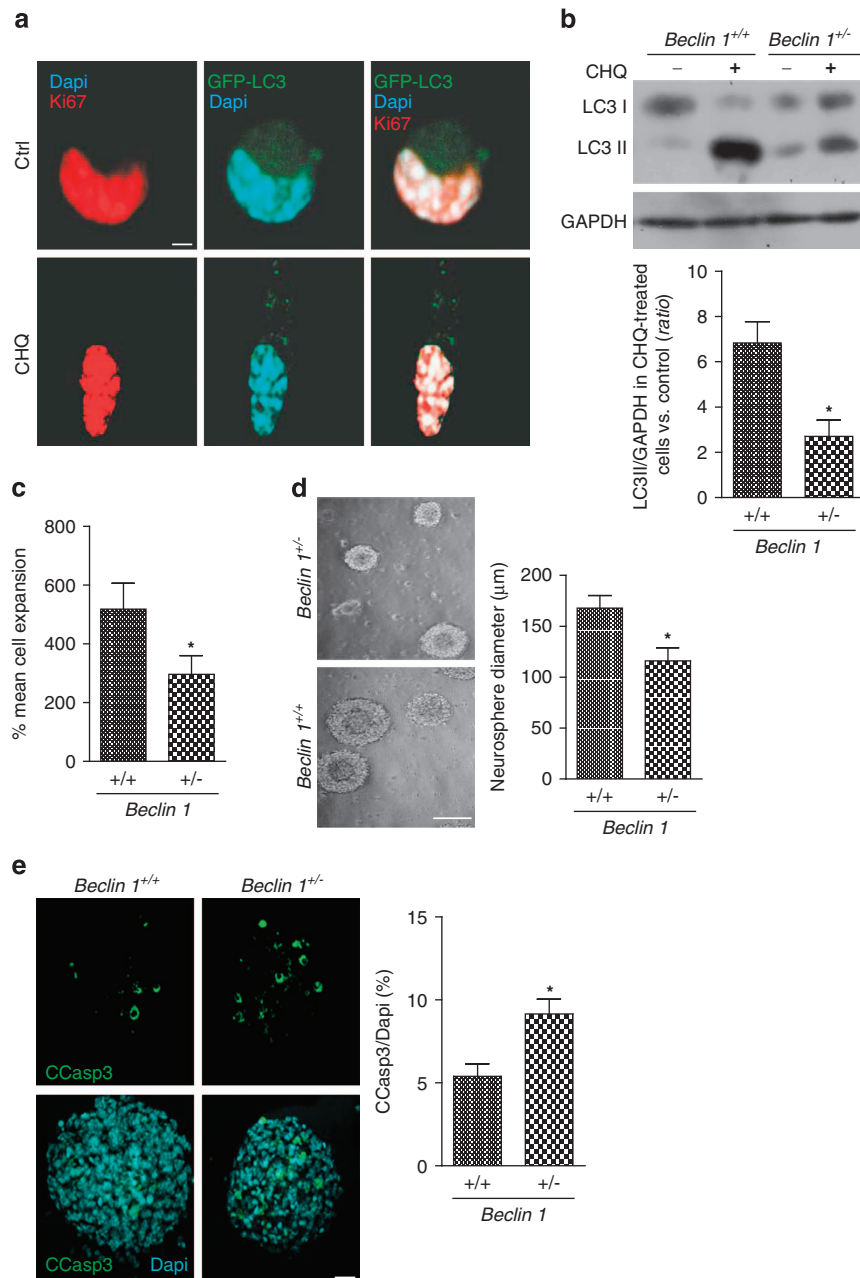 a
Dapi
Ki67
GFP-LC3
Dapi
GFP-LC3
Dapi
Ki67
Ctrl
CHQ
b
Beclin 1+/+ Beclin 1+/-
CHQ – + – +
LC3 I
LC3 II
GAPDH
LC3II/GAPDH in CHQ-treated
cells vs. control (ratio)
10
8
6
4
2
0
*
+/+ +/-
Beclin 1
c
% mean cell expansion
800
600
400
200
0
*
+/+ +/-
Beclin 1
d
Beclin 1+/-
Beclin 1+/+
Neurosphere diameter (μm)
200
150
100
50
0
*
+/+ +/-
Beclin 1
e
Beclin 1+/+ Beclin 1+/-
CCasp3
CCasp3 Dapi
CCasp3/Dapi (%)
15
10
5
0
*
+/+ +/-
Beclin 1